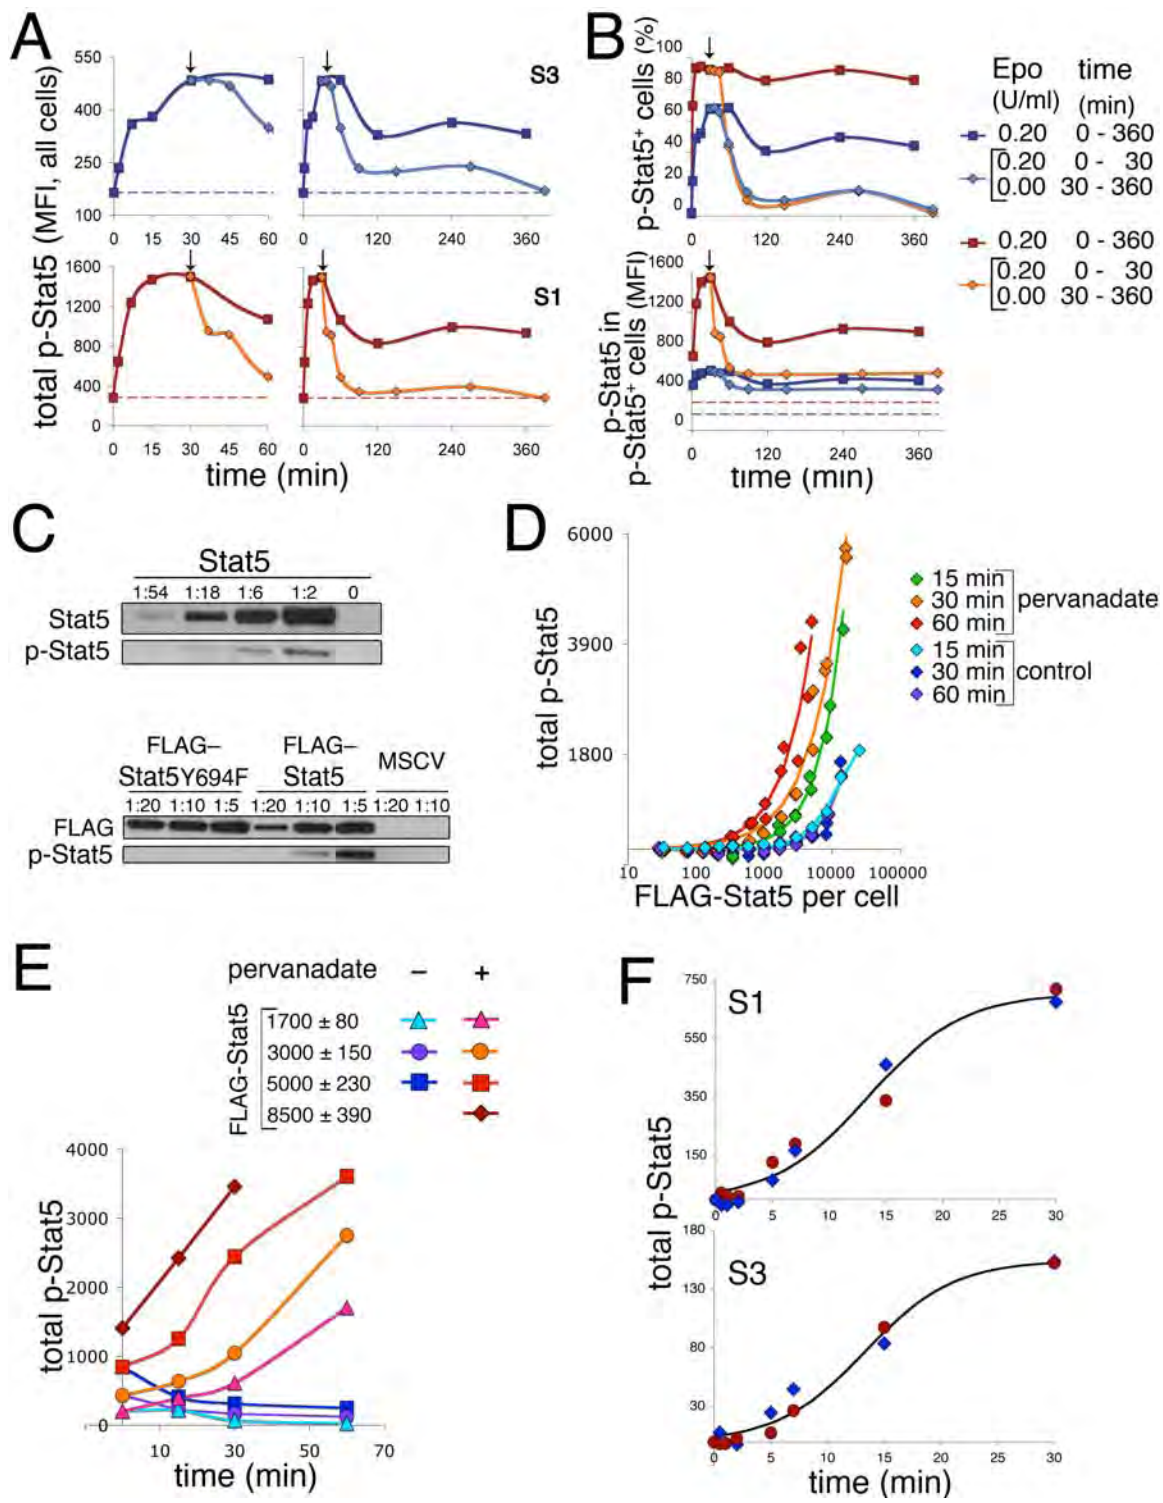 A
B
total p-Stat5 (MFI, all cells)
550
400
250
100
0 15 30 45 60
0 120 240 360
S3
1600
1200
800
400
0
0 15 30 45 60
0 120 240 360
S1
time (min)
p-Stat5+ cells (%)
100
80
60
40
20
0
0 120 240 360
p-Stat5 in
p-Stat5+ cells (MFI)
1600
1200
800
400
0
0 120 240 360
time (min)
Epo time
(U/ml) (min)
0.20 0 - 360
0.20 0 - 30
0.00 30 - 360
0.20 0 - 360
0.20 0 - 30
0.00 30 - 360
C
Stat5
1:54 1:18 1:6 1:2 0
Stat5
p-Stat5
FLAG–
Stat5Y694F
FLAG–
Stat5
MSCV
1:20 1:10 1:5 1:20 1:10 1:5 1:20 1:10
FLAG
p-Stat5
D
total p-Stat5
6000
3900
1800
10 100 1000 10000 100000
FLAG-Stat5 per cell
15 min
30 min
60 min
pervanadate
15 min
30 min
60 min
control
E
pervanadate – +
FLAG-Stat5
1700 ± 80
3000 ± 150
5000 ± 230
8500 ± 390
total p-Stat5
4000
3000
2000
1000
0
10 30 50 70
time (min)
F
total p-Stat5
S1
750
550
350
150
0 5 10 15 20 25 30
S3
180
130
80
30
0 5 10 15 20 25 30
time (min)